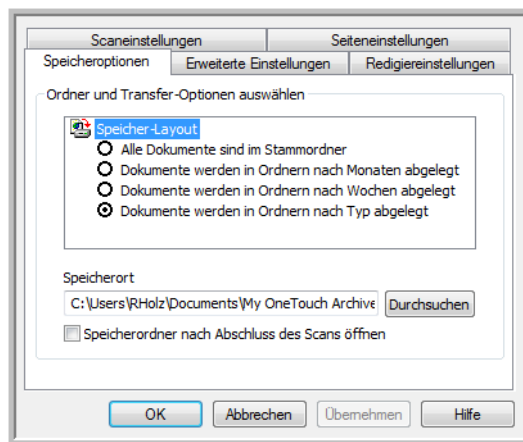 Scaneinstellungen Seiteneinstellungen
Speicheroptionen Erweiterte Einstellungen Redigiereinstellungen
Ordner und Transfer-Optionen auswählen
Speicher-Layout
Alle Dokumente sind im Stammordner
Dokumente werden in Ordnern nach Monaten abgelegt
Dokumente werden in Ordnern nach Wochen abgelegt
Dokumente werden in Ordnern nach Typ abgelegt
Speicherort
C:\Users\RHolz\Documents\My OneTouch Archive Durchsuchen
Speicherordner nach Abschluss des Scans öffnen
OK Abbrechen Übernehmen Hilfe